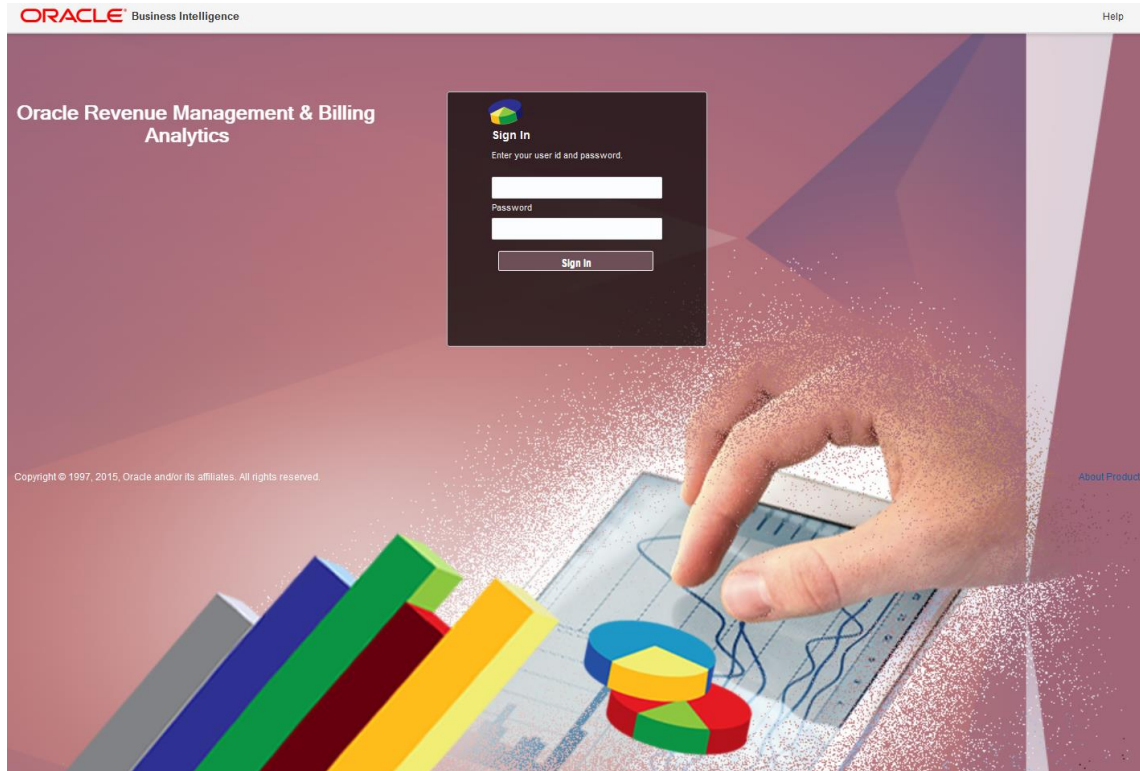 ORACLE Business Intelligence
Help
Oracle Revenue Management & Billing
Analytics
Sign In
Enter your user id and password.
Password
Sign In
Copyright © 1997, 2015, Oracle and/or its affiliates. All rights reserved.
About Product